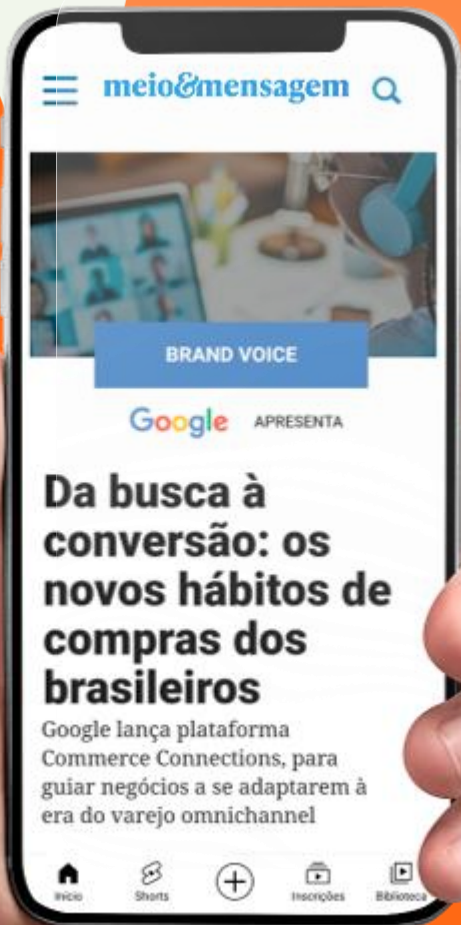 meio&mensagem
BRAND VOICE
Google APRESENTA
Da busca à
conversão: os
novos hábitos de
compras dos
brasileiros
Google lança plataforma
Commerce Connections, para
guiar negócios a se adaptarem à
era do varejo omnichannel
Início Shorts Inscrições Biblioteca